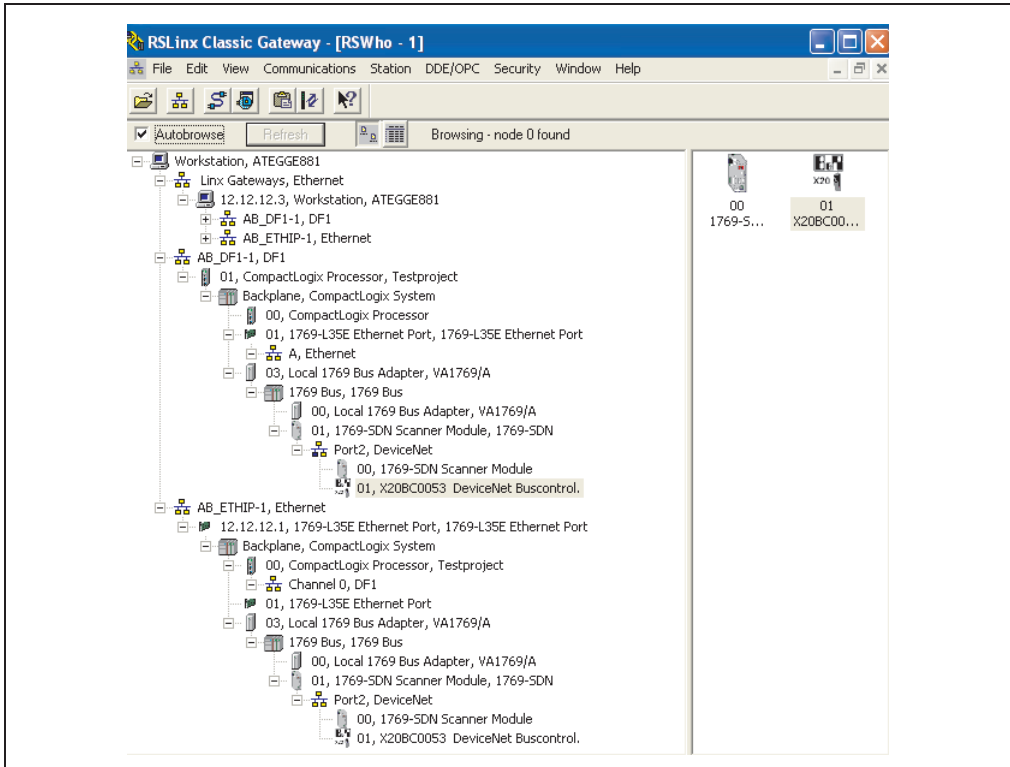 RSLinx Classic Gateway - [RSWho - 1]
File Edit View Communications Station DDE/OPC Security Window Help
Autobrowse Refresh Browsing - node 0 found
Workstation, ATEGGE881
Linx Gateways, Ethernet
12.12.12.3, Workstation, ATEGGE881
AB_DF1-1, DF1
AB_ETHIP-1, Ethernet
AB_DF1-1, DF1
01, CompactLogix Processor, Testproject
Backplane, CompactLogix System
00, CompactLogix Processor
01, 1769-L35E Ethernet Port, 1769-L35E Ethernet Port
A, Ethernet
03, Local 1769 Bus Adapter, VA1769/A
1769 Bus, 1769 Bus
00, Local 1769 Bus Adapter, VA1769/A
01, 1769-SDN Scanner Module, 1769-SDN
Port2, DeviceNet
00, 1769-SDN Scanner Module
01, X20BC0053 DeviceNet Buscontrol.
AB_ETHIP-1, Ethernet
12.12.12.1, 1769-L35E Ethernet Port, 1769-L35E Ethernet Port
Backplane, CompactLogix System
00, CompactLogix Processor, Testproject
Channel 0, DF1
01, 1769-L35E Ethernet Port
03, Local 1769 Bus Adapter, VA1769/A
1769 Bus, 1769 Bus
00, Local 1769 Bus Adapter, VA1769/A
01, 1769-SDN Scanner Module, 1769-SDN
Port2, DeviceNet
00, 1769-SDN Scanner Module
01, X20BC0053 DeviceNet Buscontrol.
00
1769-S...
X20
01
X20BC00...